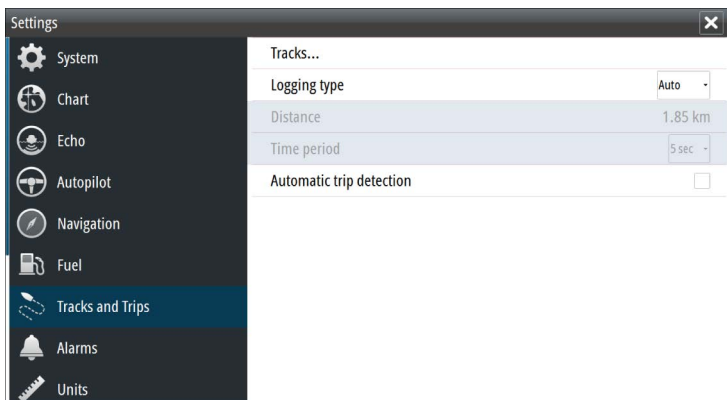 Settings
System
Chart
Echo
Autopilot
Navigation
Fuel
Tracks and Trips
Alarms
Units
Tracks...
Logging type Auto
Distance 1.85 km
Time period 5 sec
Automatic trip detection